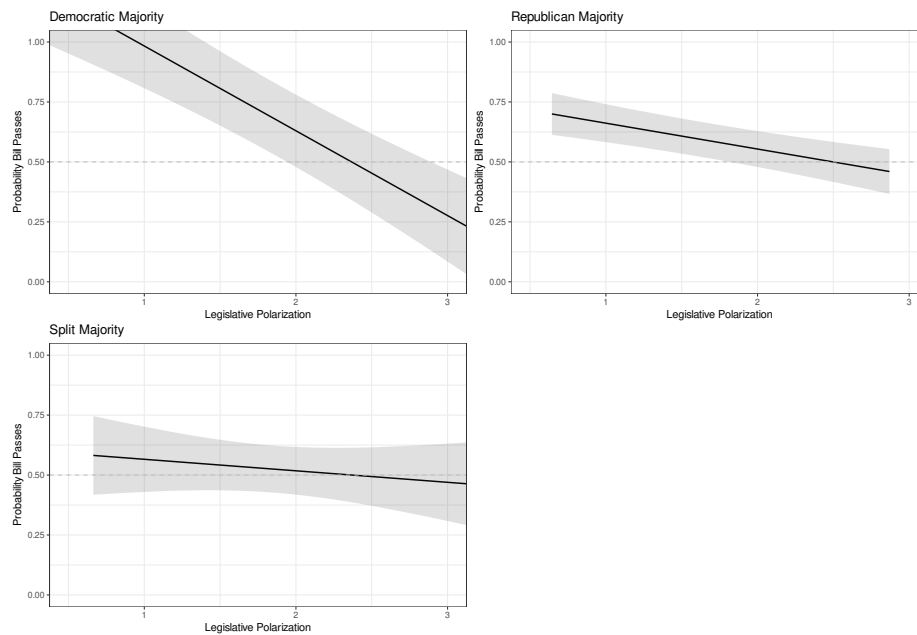 Democratic Majority
1.00
0.75
0.50
0.25
0.00
Probability Bill Passes
1
2
3
Legislative Polarization
Republican Majority
1.00
0.75
0.50
0.25
0.00
Probability Bill Passes
1
2
3
Legislative Polarization
Split Majority
1.00
0.75
0.50
0.25
0.00
Probability Bill Passes
1
2
3
Legislative Polarization